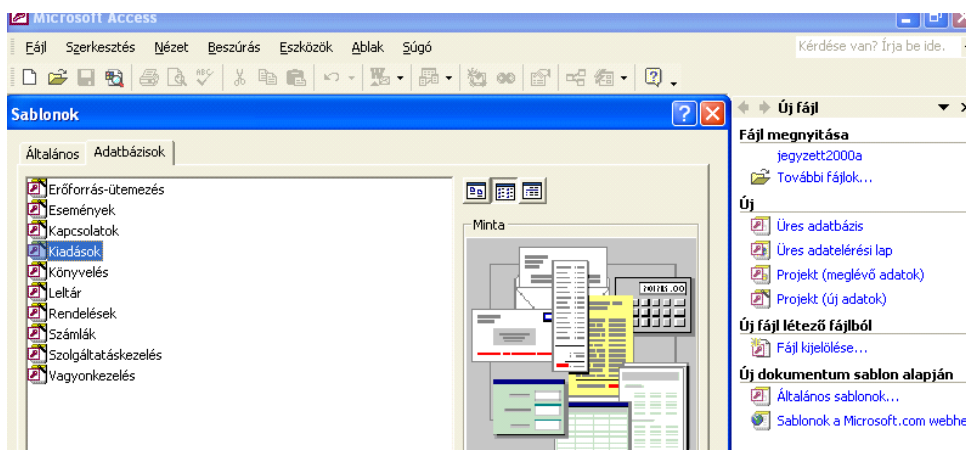 Microsoft Access
Fájl Szerkesztés Nézet Beszúrás Eszközök Ablak Súgó
Kérdése van? Írja be ide.
Sablonok
Általános Adatbázisok
Erőforrás-ütemezés
Események
Kapcsolatok
Kiadások
Könyvelés
Leltár
Rendelések
Számlák
Szolgáltatáskezelés
Vagyonkezelés
Minta
Új fájl
Fájl megnyitása
jegyzett2000a
További fájlok...
Új
Üres adatbázis
Üres adatelérési lap
Projekt (meglévő adatok)
Projekt (új adatok)
Új fájl létező fájlból
Fájl kijelölése...
Új dokumentum sablon alapján
Általános sablonok...
Sablonok a Microsoft.com webhe